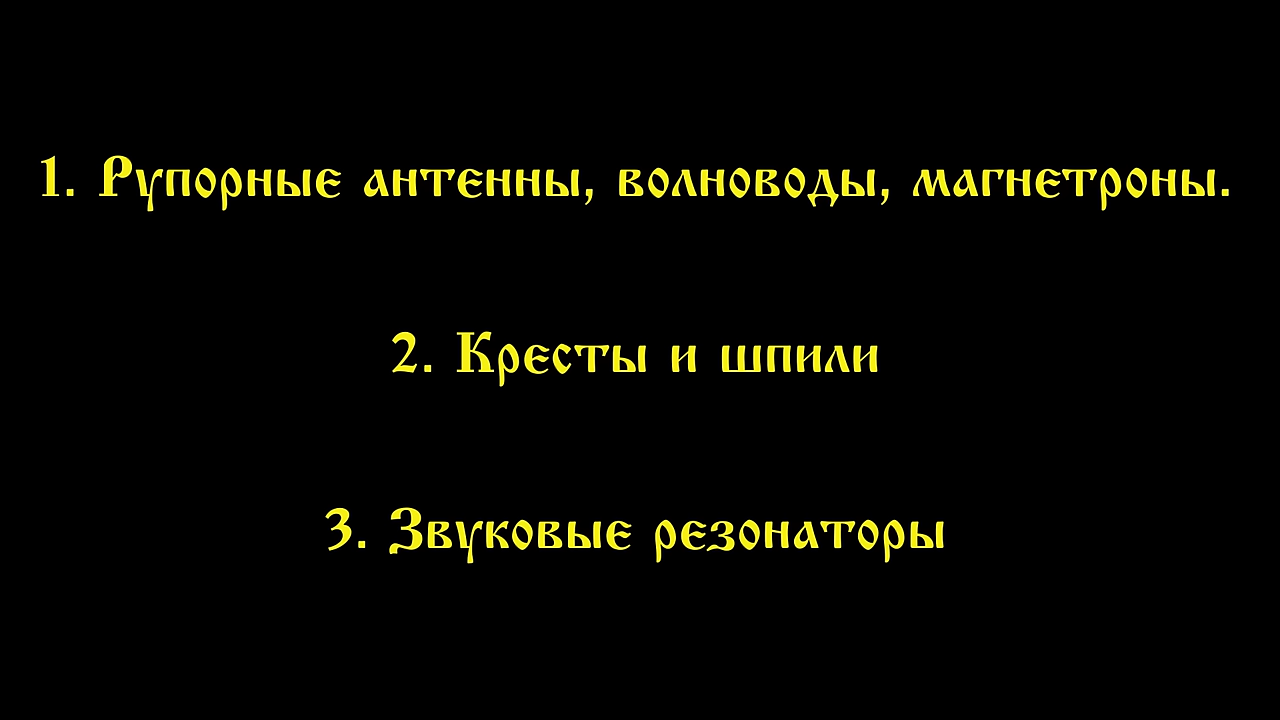 1. Рупорные антенны, волноводы, магнетроны.
2. Кресты и шпили
3. Звуковые резонаторы